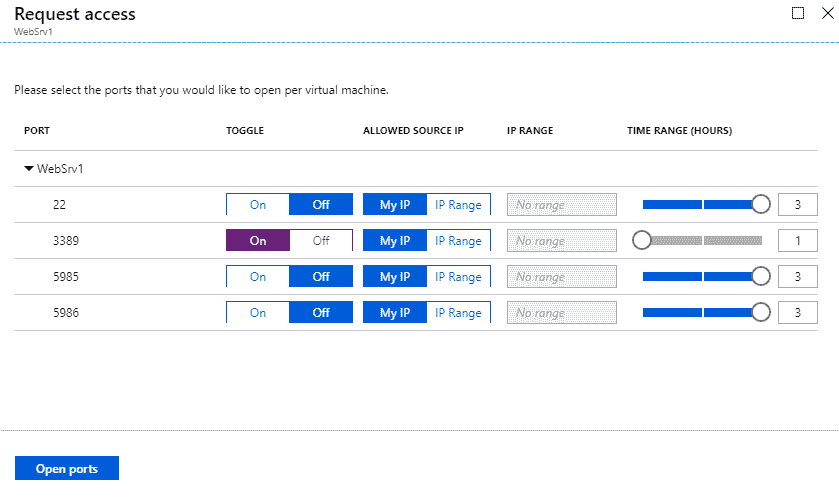 Request access
WebSrv1
Please select the ports that you would like to open per virtual machine.
PORT TOGGLE ALLOWED SOURCE IP IP RANGE TIME RANGE (HOURS)
WebSrv1
22 On Off My IP IP Range No range 3
3389 On Off My IP IP Range No range 1
5985 On Off My IP IP Range No range 3
5986 On Off My IP IP Range No range 3
Open ports